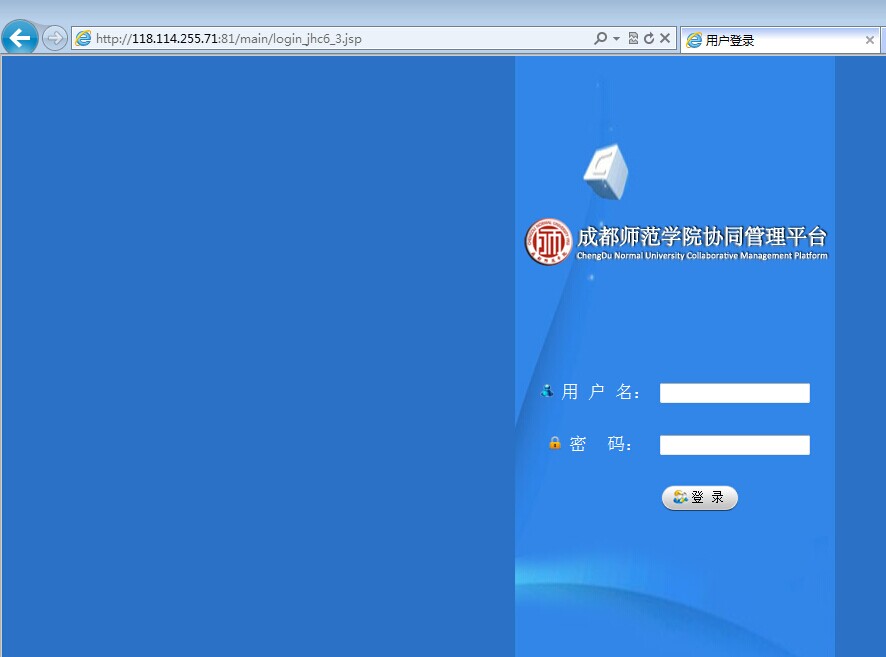 http://118.114.255.71:81/main/login_jhc6_3.jsp
用户登录
成都师范学院协同管理平台
ChengDu Normal University Collaborative Management Platform
用 户 名：
密 码：
登 录